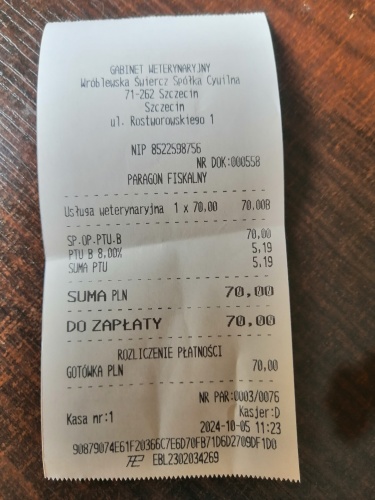 GABINET WETERYNARYJNY
Wróblewska Świercz Spółka Cywilna
71-262 Szczecin
Szczecin
ul. Rostworowskiego 1
NIP 8522598756
NR DOK:000558
PARAGON FISKALNY
Usługa weterynaryjna 1 x 70,00 70,00B
SP.OP.PTU.B 70,00
PTU B 8.00% 5,19
SUMA PTU 5,19
SUMA PLN 70,00
DO ZAPŁATY 70,00
ROZLICZENIE PŁATNOŚCI
GOTÓWKA PLN 70,00
NR PAR:0003/0076
Kasa nr:1 Kasjer:D
2024-10-05 11:23
90879074E61F20366C7E6D70FB71D6D2709DF1D0
EBL2302034269